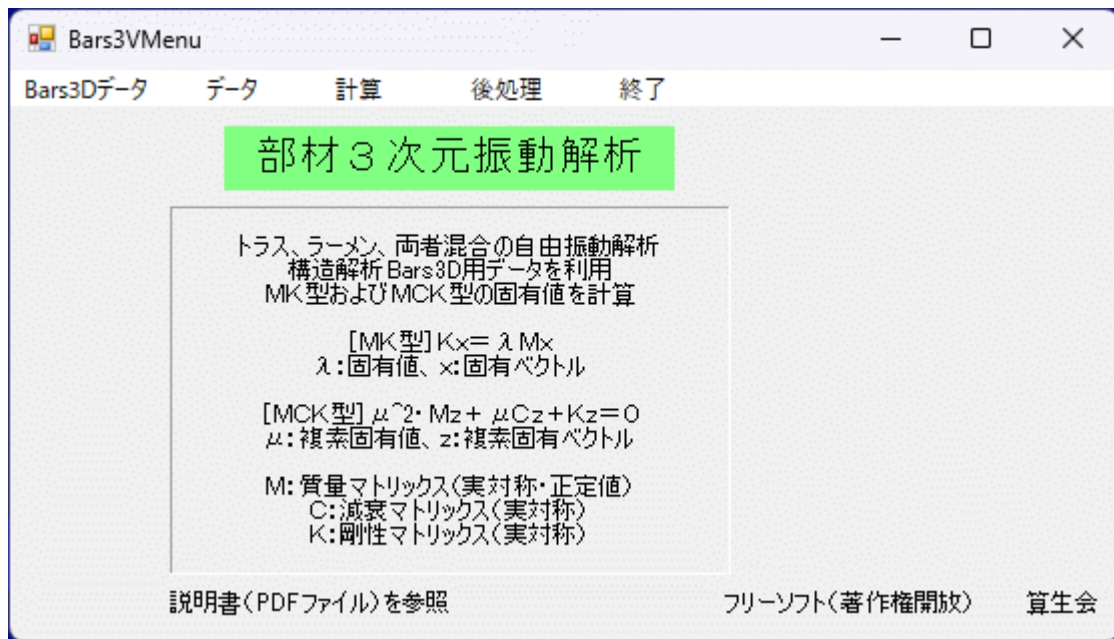 Bars3VMenu
Bars3Dデータ データ 計算 後処理 終了
部材３次元振動解析
トラス、ラーメン、両者混合の自由振動解析
構造解析Bars3D用データを利用
MK型およびMCK型の固有値を計算
[MK型]Kx＝λMx
λ：固有値、x：固有ベクトル
[MCK型]μ^2・Mz＋μCz＋Kz＝０
μ：複素固有値、z：複素固有ベクトル
M：質量マトリックス（実対称・正定値）
C：減衰マトリックス（実対称）
K：剛性マトリックス（実対称）
説明書（PDFファイル）を参照 フリーソフト（著作権開放） 算生会